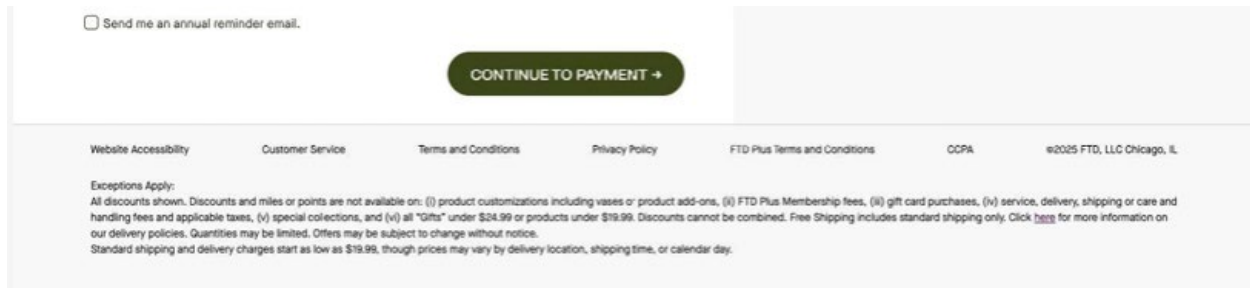 Send me an annual reminder email.
CONTINUE TO PAYMENT →
Website Accessibility Customer Service Terms and Conditions Privacy Policy FTD Plus Terms and Conditions CCPA ©2025 FTD, LLC Chicago, IL
Exceptions Apply:
All discounts shown. Discounts and miles or points are not available on: (i) product customizations including vases or product add-ons, (ii) FTD Plus Membership fees, (iii) gift card purchases, (iv) service, delivery, shipping or care and
handling fees and applicable taxes, (v) special collections, and (vi) all "Gifts" under $24.99 or products under $19.99. Discounts cannot be combined. Free Shipping includes standard shipping only. Click here for more information on
our delivery policies. Quantities may be limited. Offers may be subject to change without notice.
Standard shipping and delivery charges start as low as $19.99, though prices may vary by delivery location, shipping time, or calendar day.